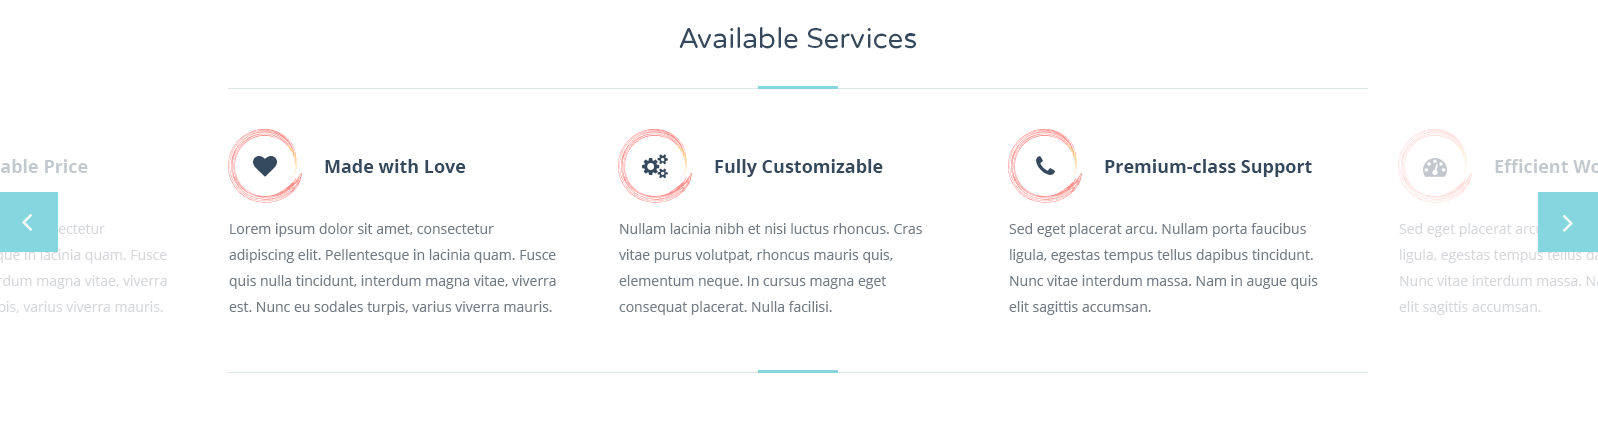 Available Services
able Price
ectetur
que in lacinia quam. Fusce
rdum magna vitae, viverra
varius viverra mauris.
Made with Love
Lorem ipsum dolor sit amet, consectetur
adipiscing elit. Pellentesque in lacinia quam. Fusce
quis nulla tincidunt, interdum magna vitae, viverra
est. Nunc eu sodales turpis, varius viverra mauris.
Fully Customizable
Nullam lacinia nibh et nisi luctus rhoncus. Cras
vitae purus volutpat, rhoncus mauris quis,
elementum neque. In cursus magna eget
consequat placerat. Nulla facilisi.
Premium-class Support
Sed eget placerat arcu. Nullam porta faucibus
ligula, egestas tempus tellus dapibus tincidunt.
Nunc vitae interdum massa. Nam in augue quis
elit sagittis accumsan.
Efficient Wo
Sed eget placerat arcu
ligula, egestas tempus tellus da
Nunc vitae interdum massa. Na
elit sagittis accumsan.